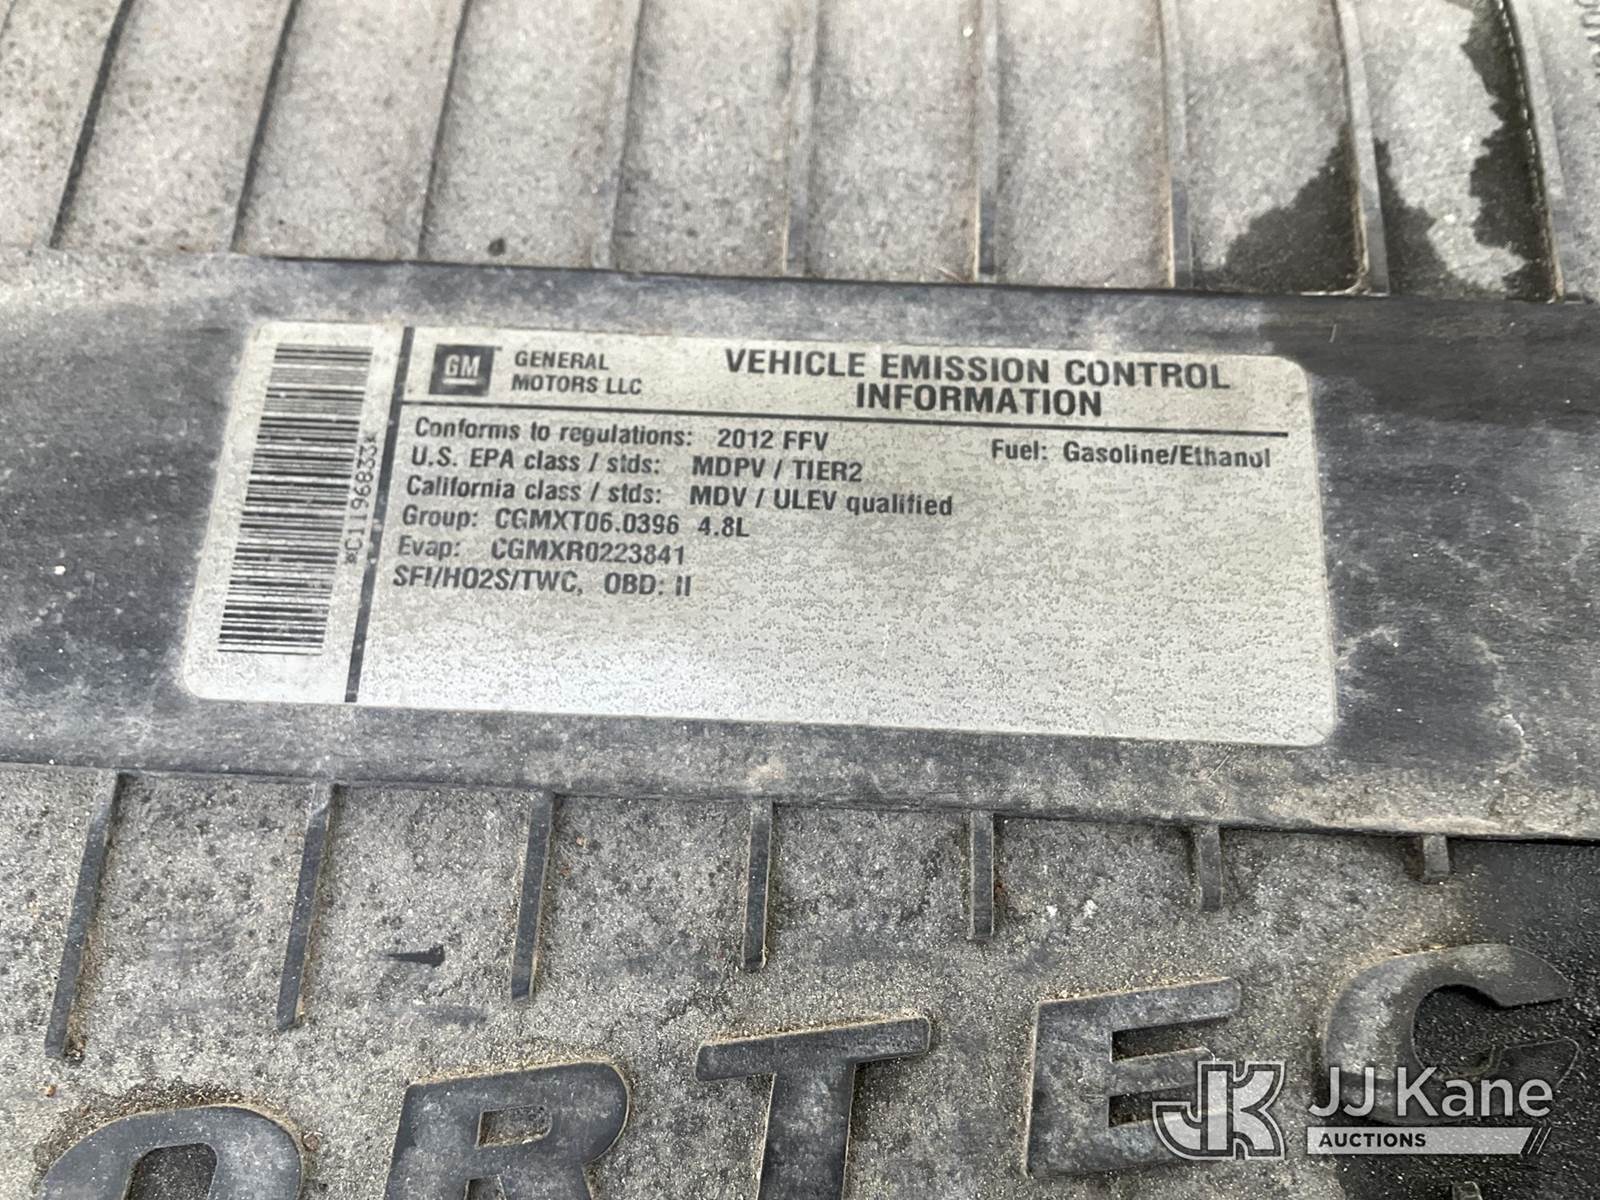 GM GENERAL MOTORS LLC
VEHICLE EMISSION CONTROL
INFORMATION
Conforms to regulations: 2012 FFV
Fuel: Gasoline/Ethanol
U.S. EPA class / stds: MDPV / TIER2
California class / stds: MDV / ULEV qualified
Group: CGMXT06.0396 4.8L
Evap: CGMXR0223841
SFI/HO2S/TWC, OBD: II
*C1196833*
ORTEC
JK JJ Kane
AUCTIONS